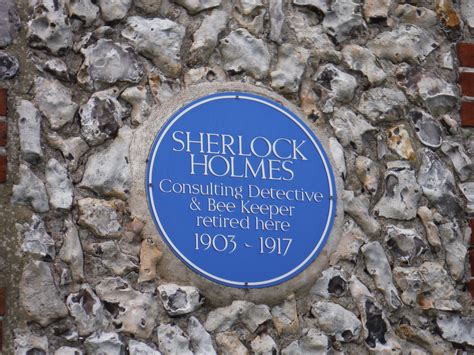 SHERLOCK
HOLMES
Consulting Detective
& Bee Keeper
retired here
1903 - 1917